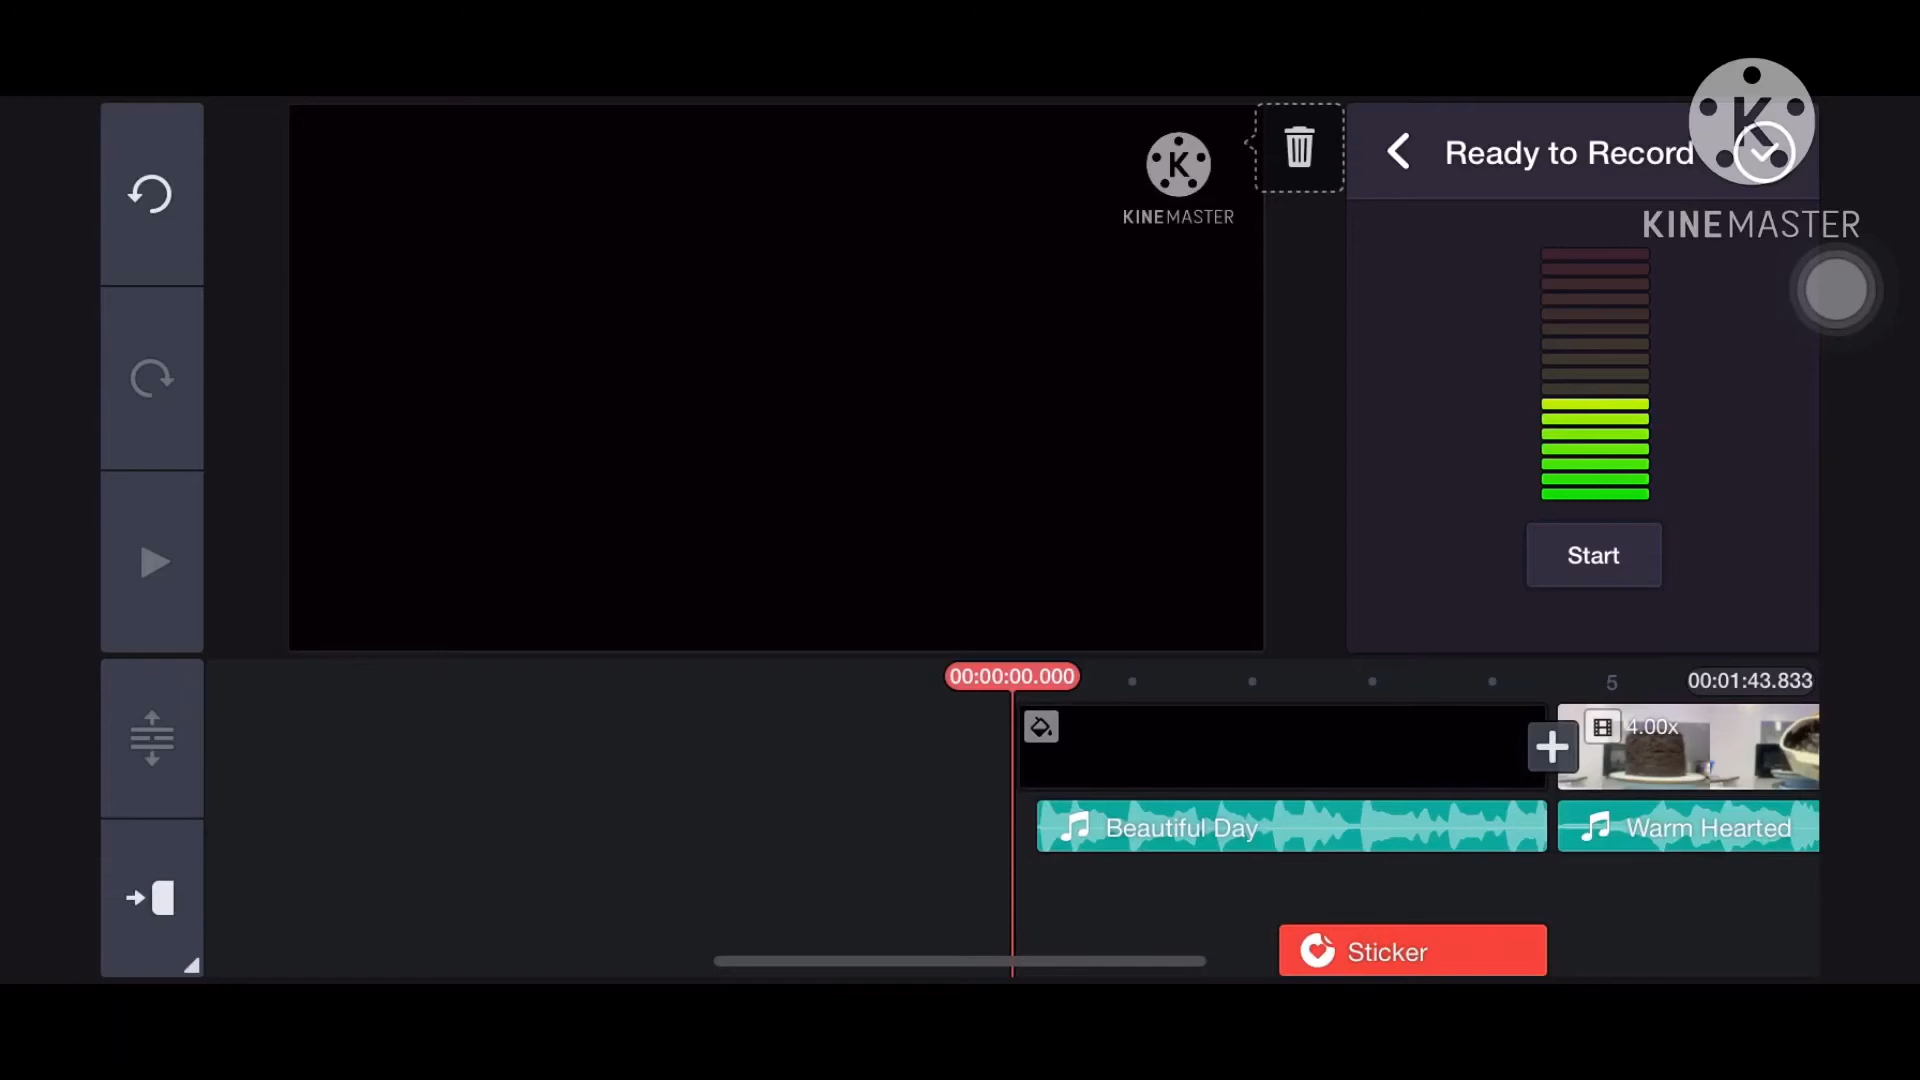 KINEMASTER
Ready to Record
KINEMASTER
Start
00:00:00.000
5
00:01:43.833
4.00x
Beautiful Day
Warm Hearted
Sticker